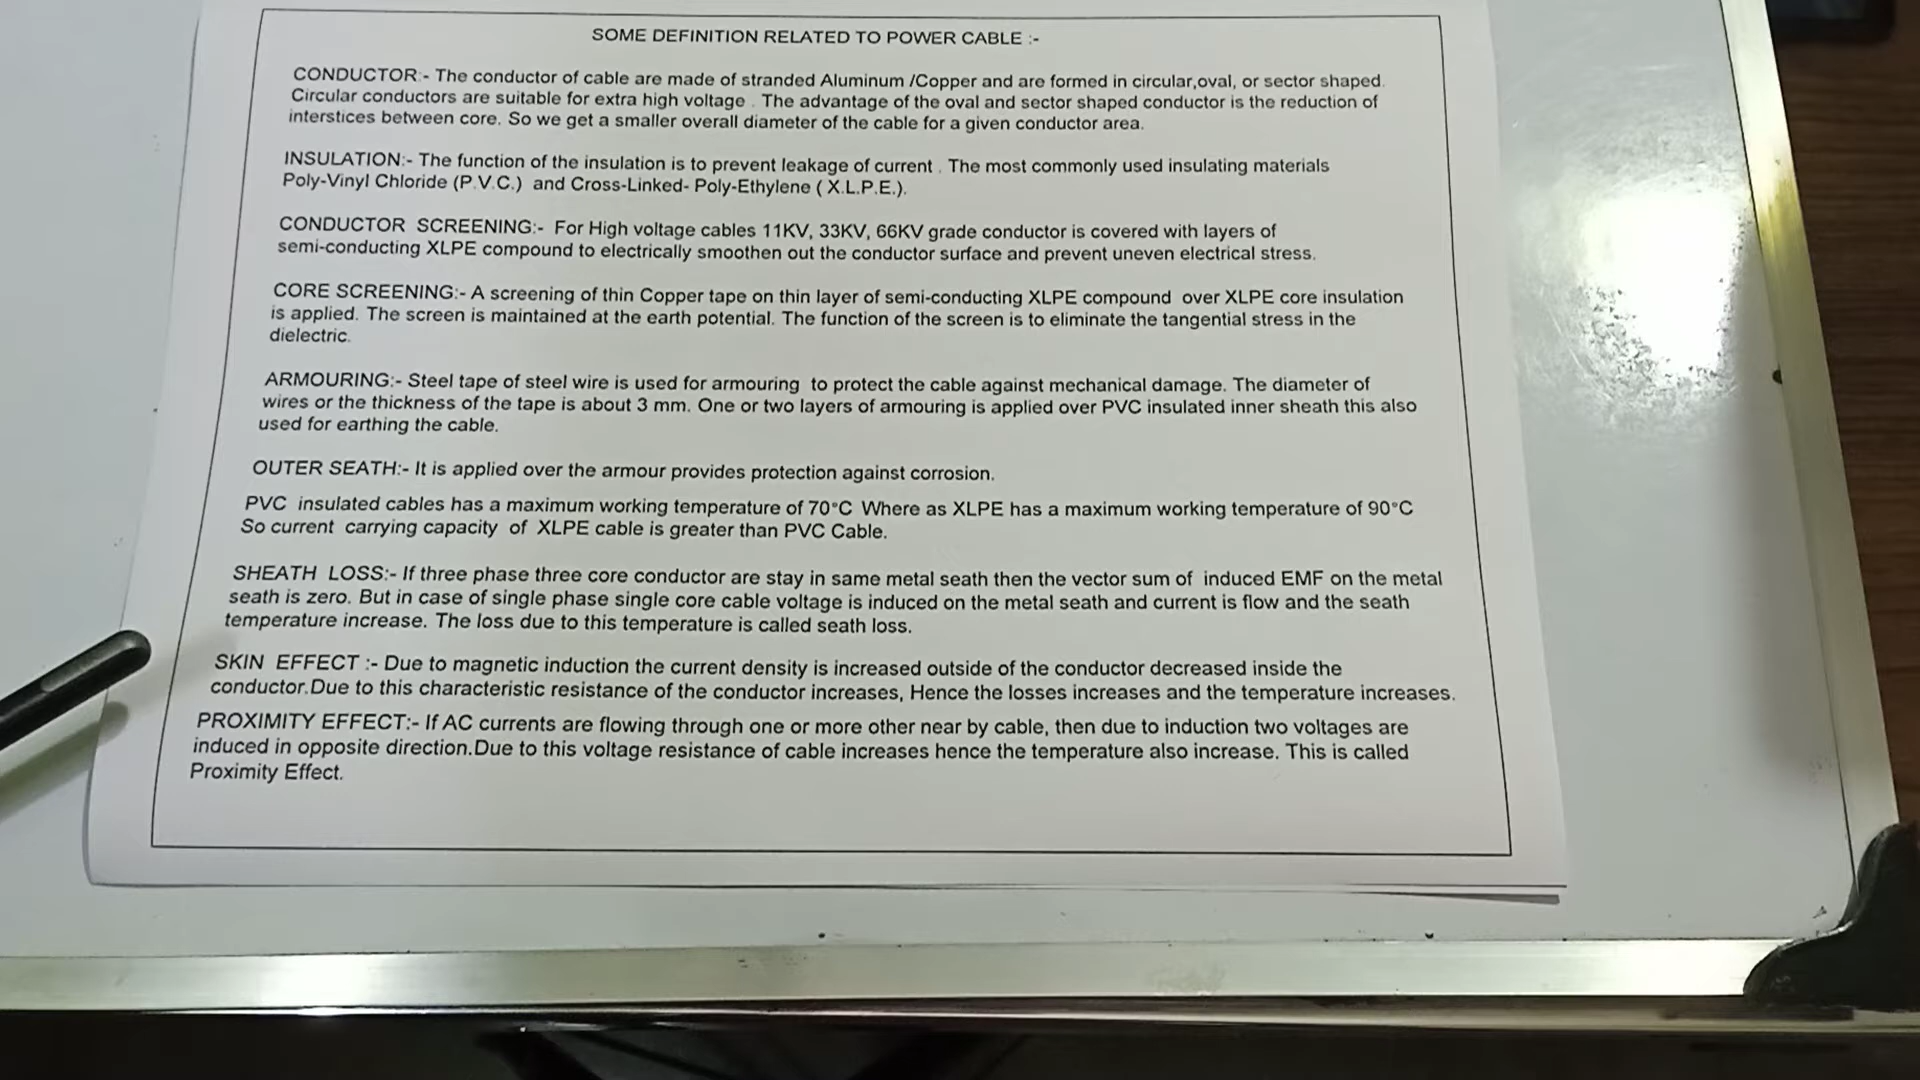 SOME DEFINITION RELATED TO POWER CABLE :-
CONDUCTOR:- The conductor of cable are made of stranded Aluminum /Copper and are formed in circular,oval, or sector shaped.
Circular conductors are suitable for extra high voltage . The advantage of the oval and sector shaped conductor is the reduction of
interstices between core. So we get a smaller overall diameter of the cable for a given conductor area.
INSULATION:- The function of the insulation is to prevent leakage of current . The most commonly used insulating materials
Poly-Vinyl Chloride (P.V.C.) and Cross-Linked- Poly-Ethylene ( X.L.P.E.).
CONDUCTOR SCREENING:- For High voltage cables 11KV, 33KV, 66KV grade conductor is covered with layers of
semi-conducting XLPE compound to electrically smoothen out the conductor surface and prevent uneven electrical stress.
CORE SCREENING:- A screening of thin Copper tape on thin layer of semi-conducting XLPE compound over XLPE core insulation
is applied. The screen is maintained at the earth potential. The function of the screen is to eliminate the tangential stress in the
dielectric.
ARMOURING:- Steel tape of steel wire is used for armouring to protect the cable against mechanical damage. The diameter of
wires or the thickness of the tape is about 3 mm. One or two layers of armouring is applied over PVC insulated inner sheath this also
used for earthing the cable.
OUTER SEATH:- It is applied over the armour provides protection against corrosion.
PVC insulated cables has a maximum working temperature of 70°C Where as XLPE has a maximum working temperature of 90°C
So current carrying capacity of XLPE cable is greater than PVC Cable.
SHEATH LOSS:- If three phase three core conductor are stay in same metal seath then the vector sum of induced EMF on the metal
seath is zero. But in case of single phase single core cable voltage is induced on the metal seath and current is flow and the seath
temperature increase. The loss due to this temperature is called seath loss.
SKIN EFFECT :- Due to magnetic induction the current density is increased outside of the conductor decreased inside the
conductor.Due to this characteristic resistance of the conductor increases, Hence the losses increases and the temperature increases.
PROXIMITY EFFECT:- If AC currents are flowing through one or more other near by cable, then due to induction two voltages are
induced in opposite direction.Due to this voltage resistance of cable increases hence the temperature also increase. This is called
Proximity Effect.